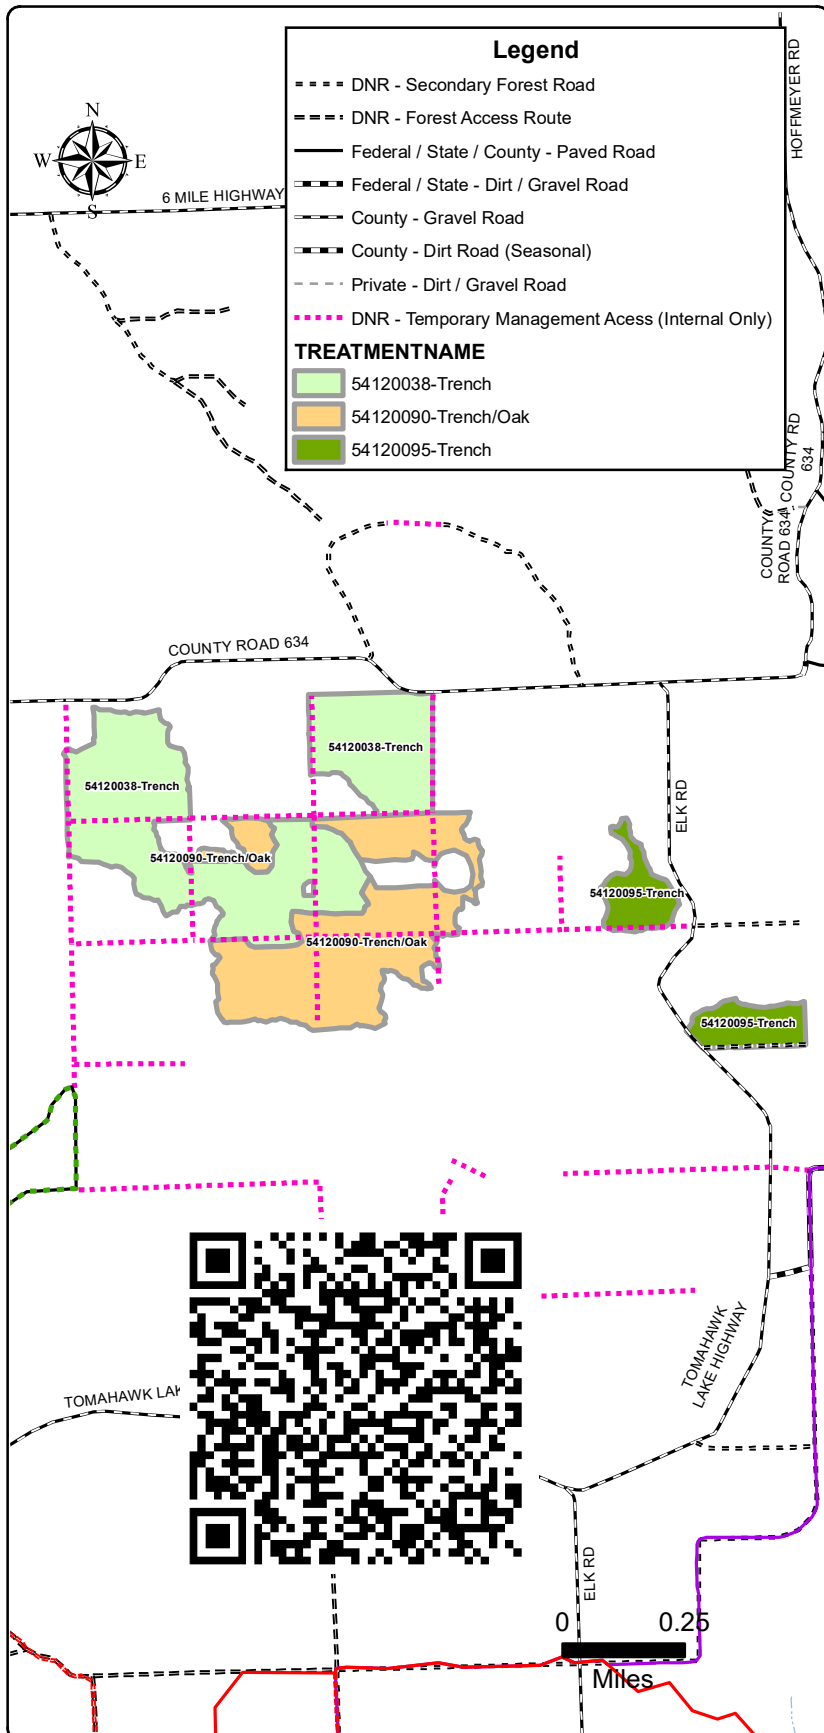 Legend
DNR - Secondary Forest Road
DNR - Forest Access Route
Federal / State / County - Paved Road
Federal / State - Dirt / Gravel Road
County - Gravel Road
County - Dirt Road (Seasonal)
Private - Dirt / Gravel Road
DNR - Temporary Management Acess (Internal Only)
TREATMENTNAME
54120038-Trench
54120090-Trench/Oak
54120095-Trench
N
W
E
S
6 MILE HIGHWAY
HOFFMEYER RD
COUNTY RD
634
COUNTY
ROAD 634
COUNTY ROAD 634
54120038-Trench
54120038-Trench
ELK RD
54120090-Trench/Oak
54120095-Trench
54120090-Trench/Oak
54120095-Trench
TOMAHAWK
LAKE HIGHWAY
TOMAHAWK LAK
ELK RD
0 0.25
Miles